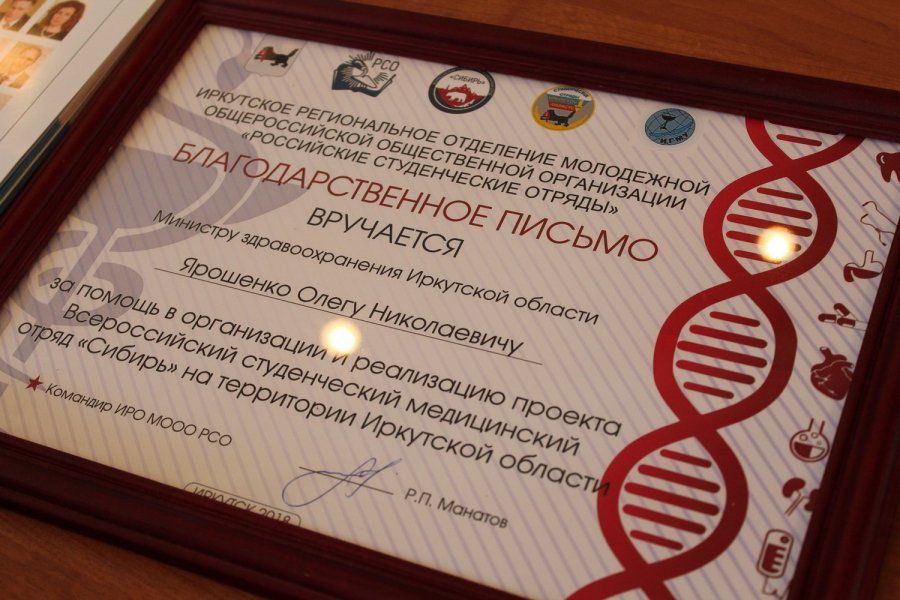 РСО
«СИБИРЬ»
И.Г.М.У
ИРКУТСКОЕ РЕГИОНАЛЬНОЕ ОТДЕЛЕНИЕ МОЛОДЕЖНОЙ
ОБЩЕРОССИЙСКОЙ ОБЩЕСТВЕННОЙ ОРГАНИЗАЦИИ
«РОССИЙСКИЕ СТУДЕНЧЕСКИЕ ОТРЯДЫ»
БЛАГОДАРСТВЕННОЕ ПИСЬМО
ВРУЧАЕТСЯ
Министру здравоохранения Иркутской области
Ярошенко Олегу Николаевичу
за помощь в организации и реализацию проекта
Всероссийский студенческий медицинский
отряд «Сибирь» на территории Иркутской области
Командир ИРО МООО РСО
Р.П. Манатов
ИРКУТСК 2018